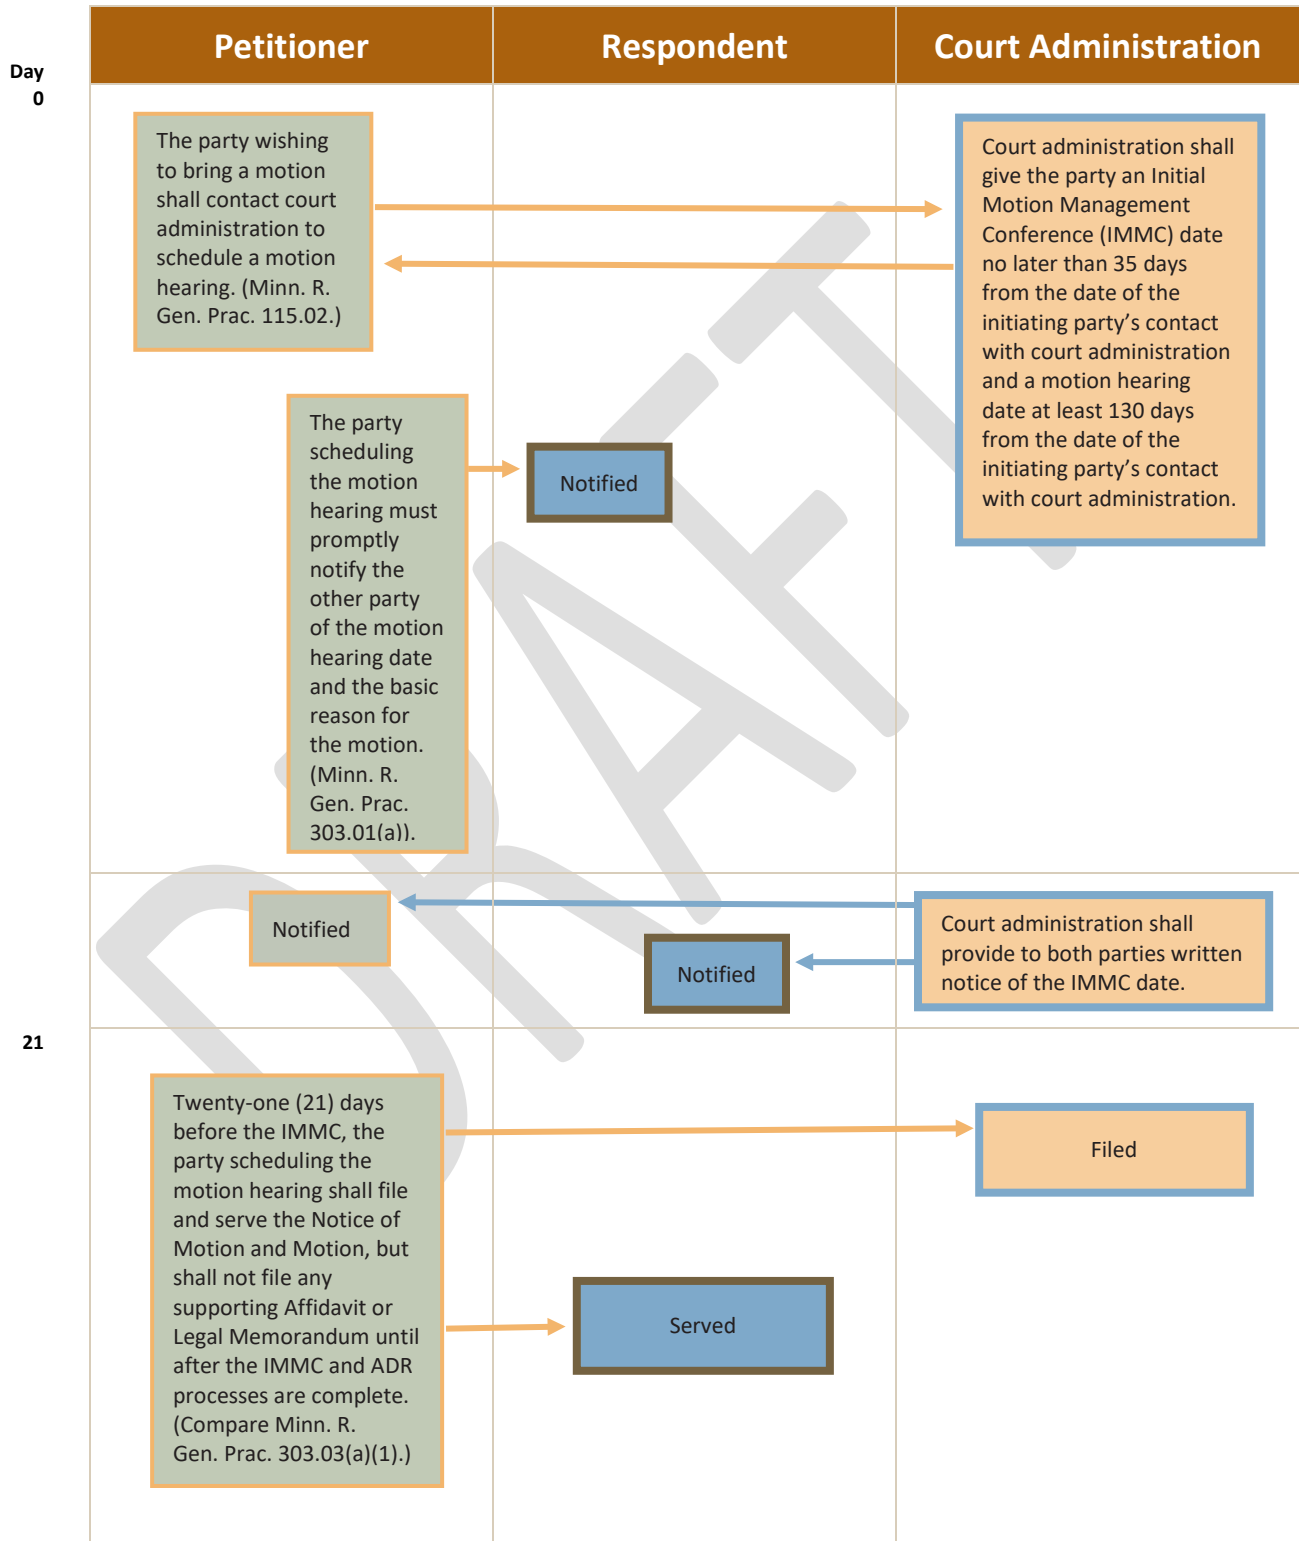 Petitioner
Respondent
Court Administration
Day
0
The party wishing
to bring a motion
shall contact court
administration to
schedule a motion
hearing. (Minn. R.
Gen. Prac. 115.02.)
Court administration shall
give the party an Initial
Motion Management
Conference (IMMC) date
no later than 35 days
from the date of the
initiating party’s contact
with court administration
and a motion hearing
date at least 130 days
from the date of the
initiating party’s contact
with court administration.
The party
scheduling
the motion
hearing must
promptly
notify the
other party
of the motion
hearing date
and the basic
reason for
the motion.
(Minn. R.
Gen. Prac.
303.01(a)).
Notified
Notified
Notified
Court administration shall
provide to both parties written
notice of the IMMC date.
21
Twenty-one (21) days
before the IMMC, the
party scheduling the
motion hearing shall file
and serve the Notice of
Motion and Motion, but
shall not file any
supporting Affidavit or
Legal Memorandum until
after the IMMC and ADR
processes are complete.
(Compare Minn. R.
Gen. Prac. 303.03(a)(1).)
Filed
Served
DRAFT